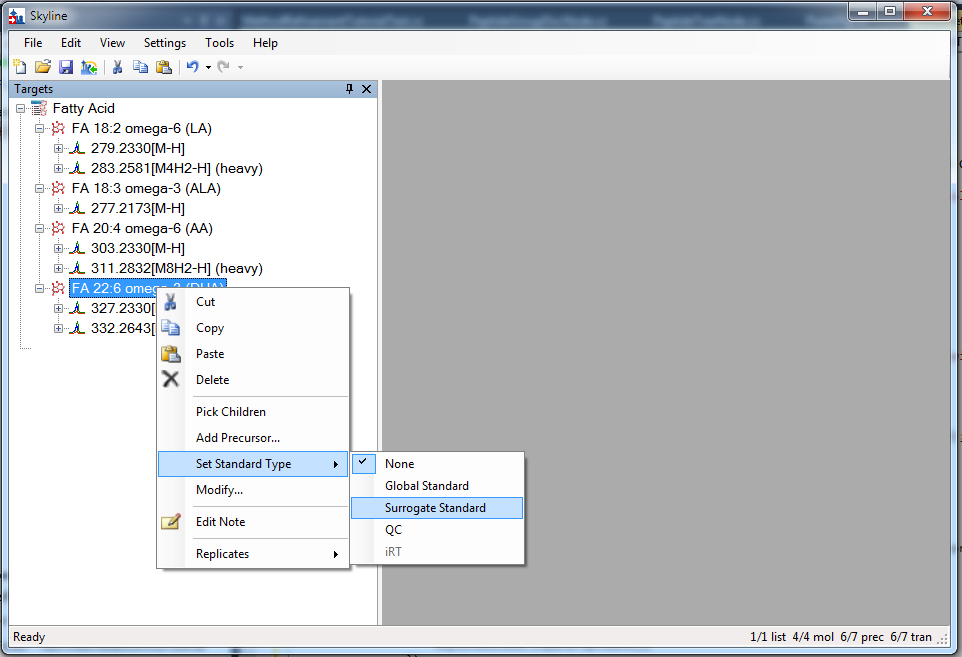 Skyline
File Edit View Settings Tools Help
Targets
Fatty Acid
FA 18:2 omega-6 (LA)
279.2330[M-H]
283.2581[M4H2-H] (heavy)
FA 18:3 omega-3 (ALA)
277.2173[M-H]
FA 20:4 omega-6 (AA)
303.2330[M-H]
311.2832[M8H2-H] (heavy)
FA 22:6 omega-3 (DHA)
327.2330[
332.2643[
Cut
Copy
Paste
Delete
Pick Children
Add Precursor...
Set Standard Type
Modify...
Edit Note
Replicates
None
Global Standard
Surrogate Standard
QC
iRT
Ready 1/1 list 4/4 mol 6/7 prec 6/7 tran